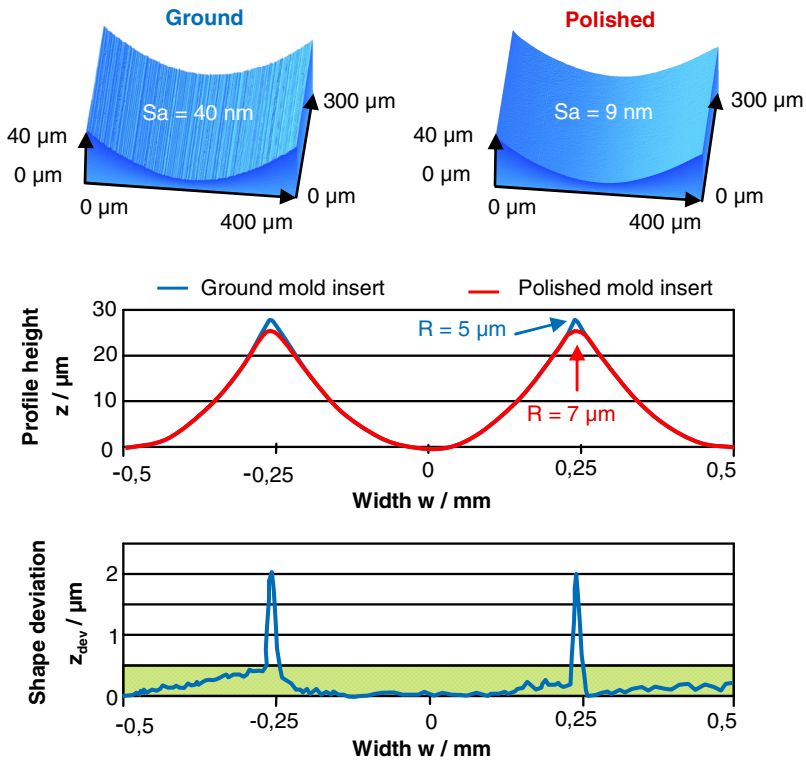 Ground
Polished
Sa = 40 nm
Sa = 9 nm
300 µm
300 µm
40 µm
40 µm
0 µm
0 µm
0 µm
0 µm
0 µm
0 µm
400 µm
400 µm
Ground mold insert
Polished mold insert
Profile height
z / µm
30
20
10
0
R = 5 µm
R = 7 µm
-0,5
-0,25
0
0,25
0,5
Width w / mm
Shape deviation
zdev / µm
2
1
0
-0,5
-0,25
0
0,25
0,5
Width w / mm